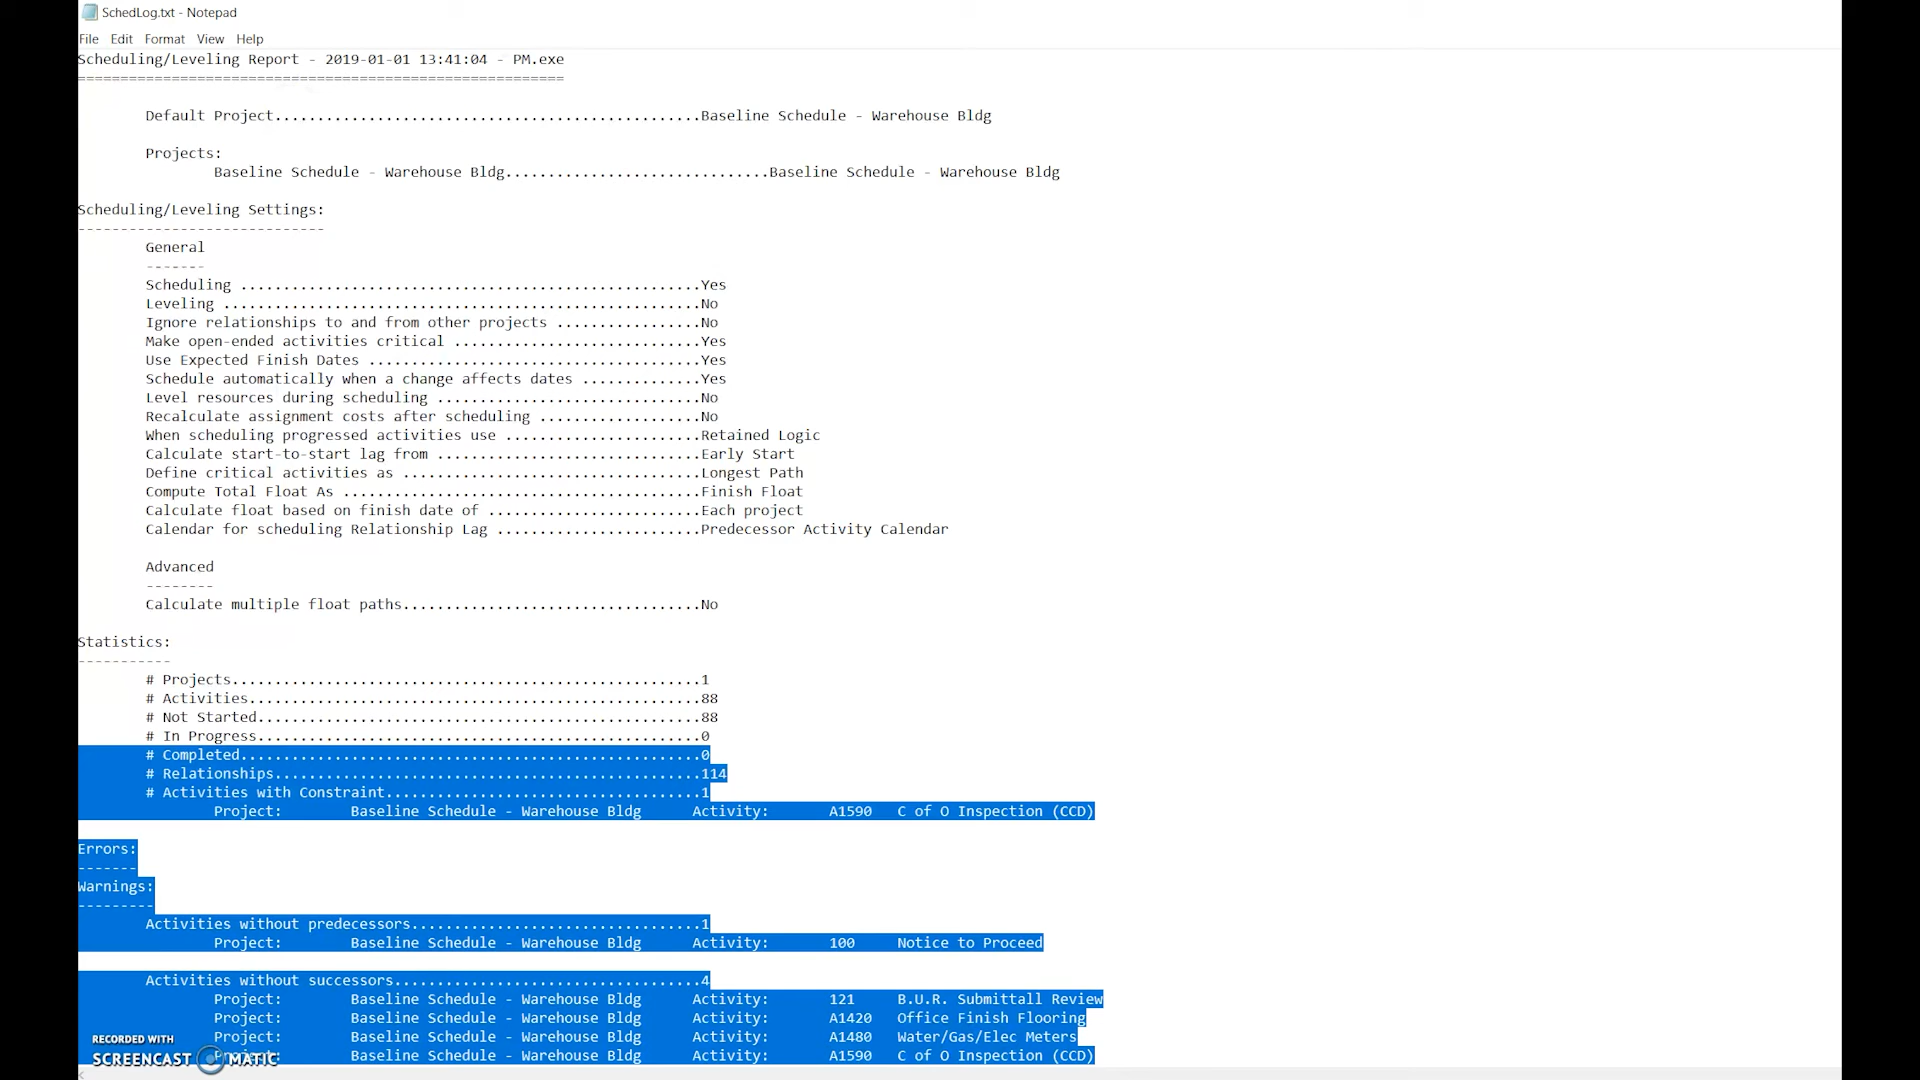 SchedLog.txt - Notepad
File Edit Format View Help
Scheduling/Leveling Report - 2019-01-01 13:41:04 - PM.exe
=========================================================
Default Project..................................................Baseline Schedule - Warehouse Bldg
Projects:
Baseline Schedule - Warehouse Bldg...............................Baseline Schedule - Warehouse Bldg
Scheduling/Leveling Settings:
-----------------------------
General
-------
Scheduling ......................................................Yes
Leveling ........................................................No
Ignore relationships to and from other projects .................No
Make open-ended activities critical .............................Yes
Use Expected Finish Dates .......................................Yes
Schedule automatically when a change affects dates ..............Yes
Level resources during scheduling ...............................No
Recalculate assignment costs after scheduling ...................No
When scheduling progressed activities use .......................Retained Logic
Calculate start-to-start lag from ...............................Early Start
Define critical activities as ...................................Longest Path
Compute Total Float As ..........................................Finish Float
Calculate float based on finish date of .........................Each project
Calendar for scheduling Relationship Lag ........................Predecessor Activity Calendar
Advanced
--------
Calculate multiple float paths...................................No
Statistics:
-----------
# Projects.......................................................1
# Activities.....................................................88
# Not Started....................................................88
# In Progress....................................................0
# Completed......................................................0
# Relationships..................................................114
# Activities with Constraint.....................................1
Project: Baseline Schedule - Warehouse Bldg Activity: A1590 C of O Inspection (CCD)
Errors:
-------
Warnings:
---------
Activities without predecessors..................................1
Project: Baseline Schedule - Warehouse Bldg Activity: 100 Notice to Proceed
Activities without successors....................................4
Project: Baseline Schedule - Warehouse Bldg Activity: 121 B.U.R. Submittall Review
Project: Baseline Schedule - Warehouse Bldg Activity: A1420 Office Finish Flooring
Project: Baseline Schedule - Warehouse Bldg Activity: A1480 Water/Gas/Elec Meters
Project: Baseline Schedule - Warehouse Bldg Activity: A1590 C of O Inspection (CCD)
RECORDED WITH
SCREENCAST MATIC